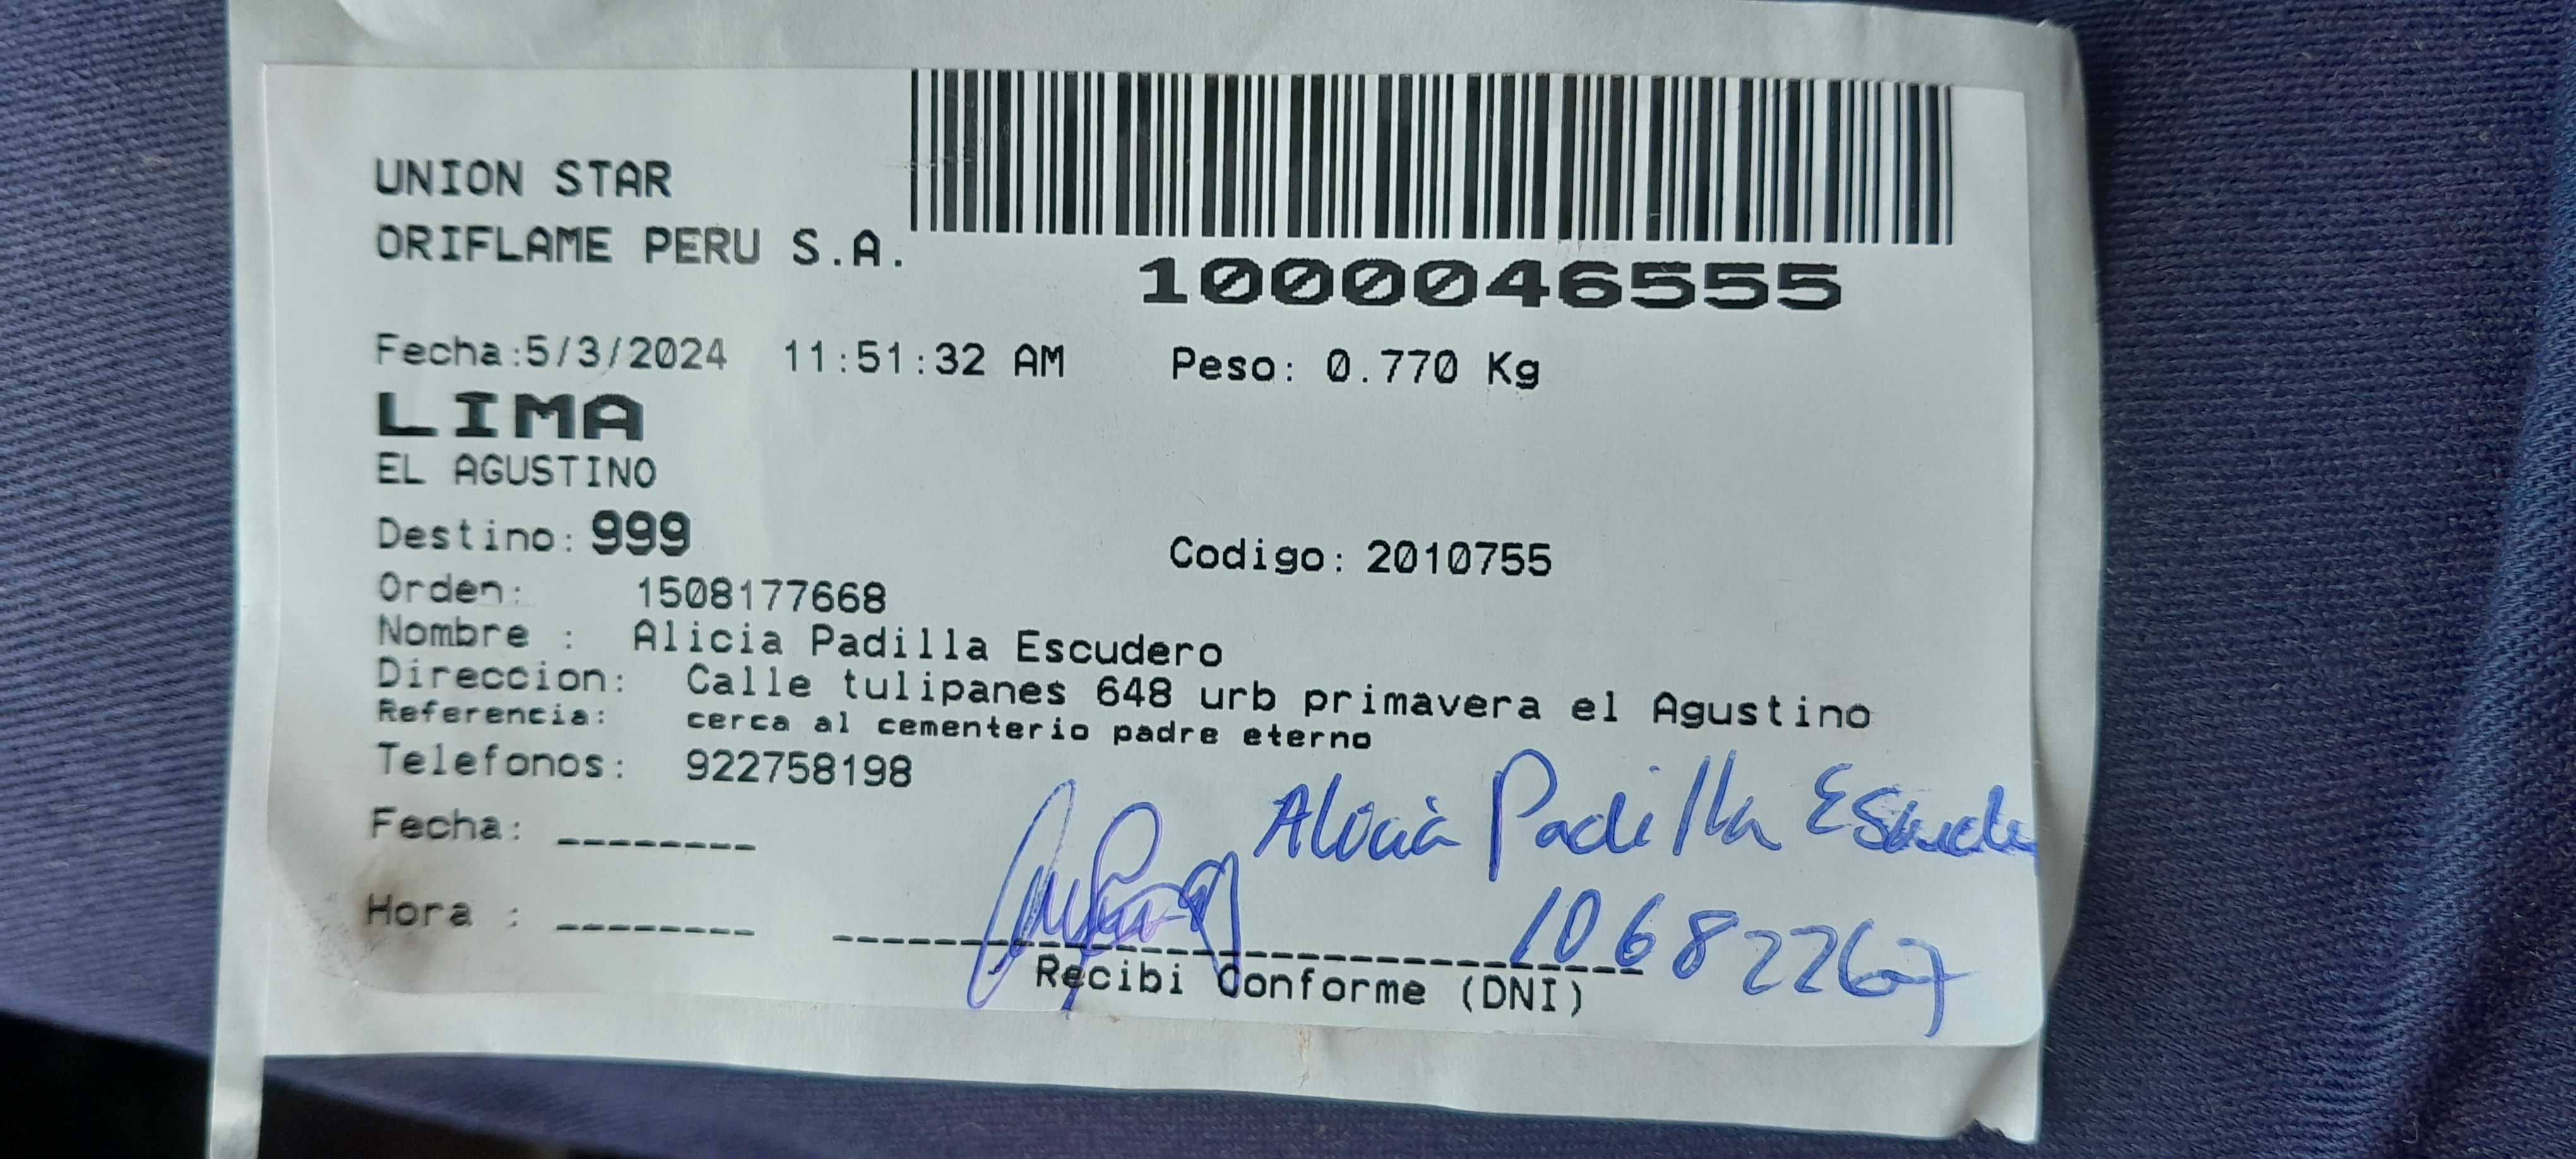 UNION STAR
ORIFLAME PERU S.A.
1000046555
Fecha:5/3/2024 11:51:32 AM Peso: 0.770 Kg
LIMA
EL AGUSTINO
Destino: 999
Codigo: 2010755
Orden: 1508177668
Nombre : Alicia Padilla Escudero
Direccion: Calle tulipanes 648 urb primavera el Agustino
Referencia: cerca al cementerio padre eterno
Telefonos: 922758198
Alicia Padilla
Fecha: ________
10682267
Hora : ________
Recibi Conforme (DNI)